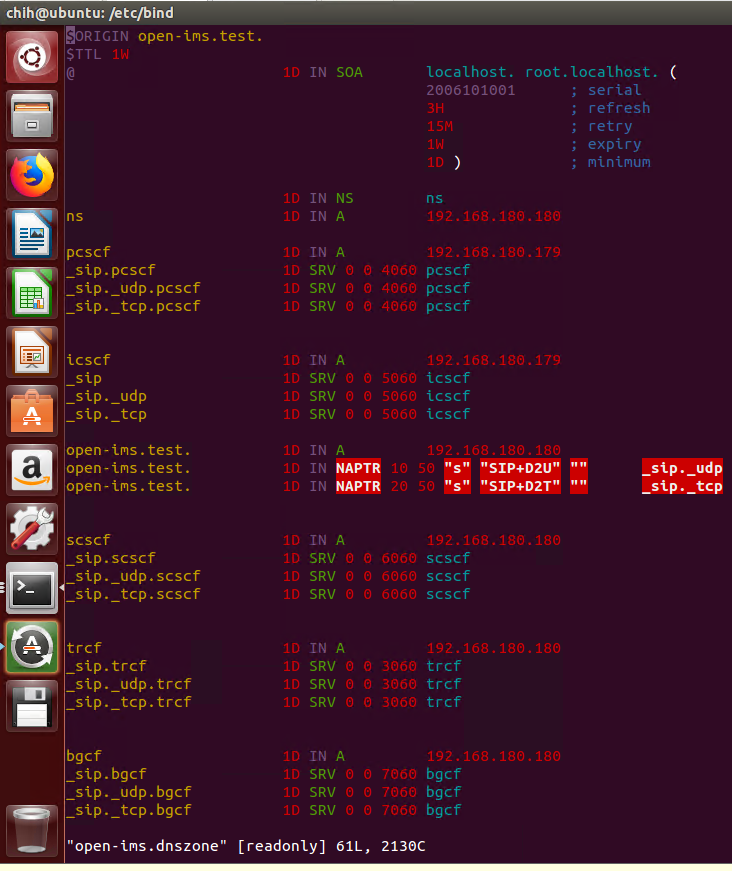 chih@ubuntu: /etc/bind
$ORIGIN open-ims.test.
$TTL 1W
@ 1D IN SOA localhost. root.localhost. (
2006101001 ; serial
3H ; refresh
15M ; retry
1W ; expiry
1D ) ; minimum
1D IN NS ns
ns 1D IN A 192.168.180.180
pcscf 1D IN A 192.168.180.179
_sip.pcscf 1D SRV 0 0 4060 pcscf
_sip._udp.pcscf 1D SRV 0 0 4060 pcscf
_sip._tcp.pcscf 1D SRV 0 0 4060 pcscf
icscf 1D IN A 192.168.180.179
_sip 1D SRV 0 0 5060 icscf
_sip._udp 1D SRV 0 0 5060 icscf
_sip._tcp 1D SRV 0 0 5060 icscf
open-ims.test. 1D IN A 192.168.180.180
open-ims.test. 1D IN NAPTR 10 50 "s" "SIP+D2U" "" _sip._udp
open-ims.test. 1D IN NAPTR 20 50 "s" "SIP+D2T" "" _sip._tcp
scscf 1D IN A 192.168.180.180
_sip.scscf 1D SRV 0 0 6060 scscf
_sip._udp.scscf 1D SRV 0 0 6060 scscf
_sip._tcp.scscf 1D SRV 0 0 6060 scscf
trcf 1D IN A 192.168.180.180
_sip.trcf 1D SRV 0 0 3060 trcf
_sip._udp.trcf 1D SRV 0 0 3060 trcf
_sip._tcp.trcf 1D SRV 0 0 3060 trcf
bgcf 1D IN A 192.168.180.180
_sip.bgcf 1D SRV 0 0 7060 bgcf
_sip._udp.bgcf 1D SRV 0 0 7060 bgcf
_sip._tcp.bgcf 1D SRV 0 0 7060 bgcf
"open-ims.dnszone" [readonly] 61L, 2130C